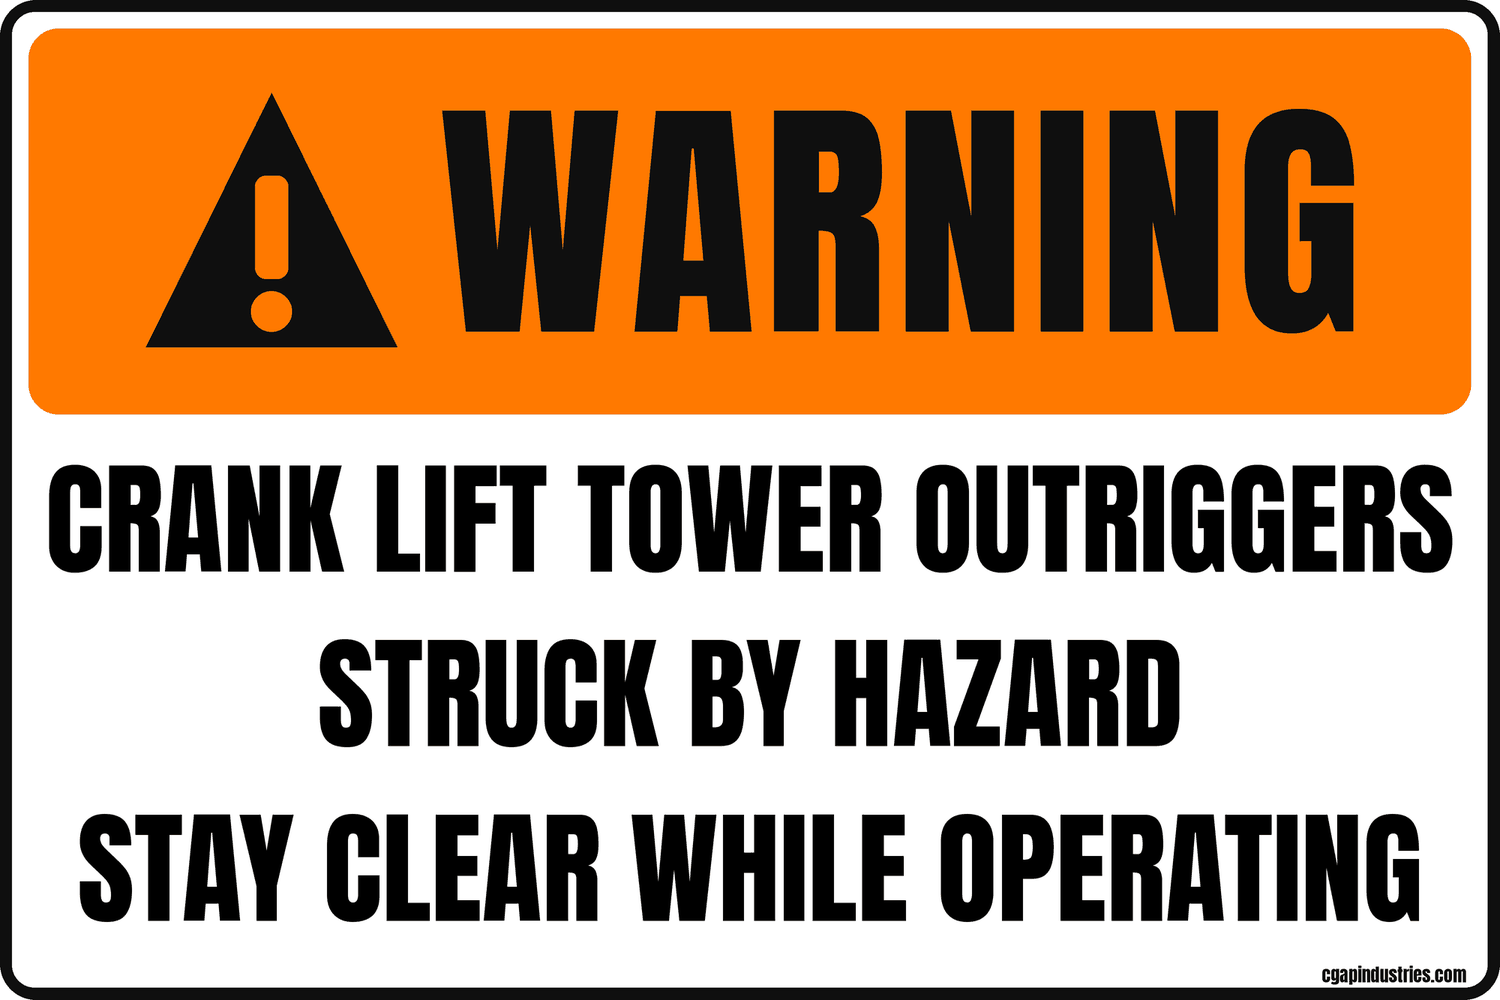 WARNING
CRANK LIFT TOWER OUTRIGGERS
STRUCK BY HAZARD
STAY CLEAR WHILE OPERATING
cgapindustries.com